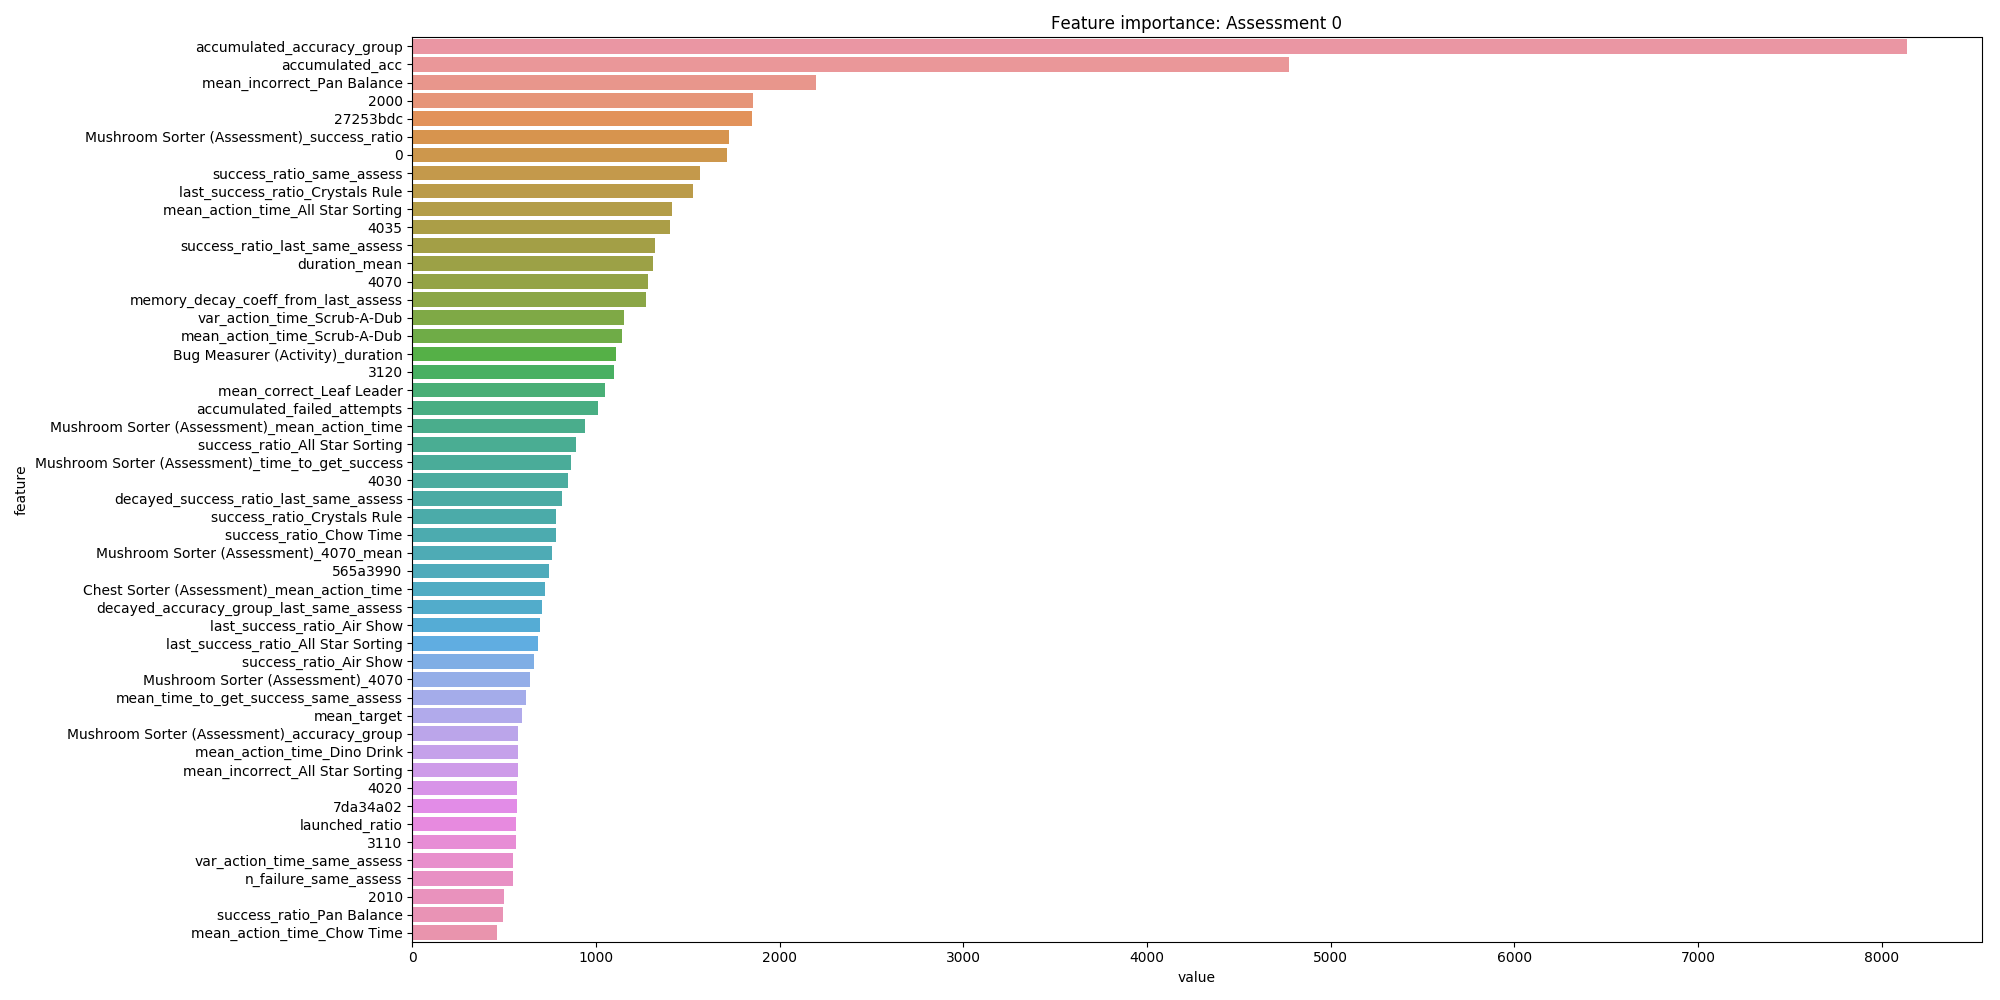 Feature importance: Assessment 0
accumulated_accuracy_group
accumulated_acc
mean_incorrect_Pan Balance
2000
27253bdc
Mushroom Sorter (Assessment)_success_ratio
0
success_ratio_same_assess
last_success_ratio_Crystals Rule
mean_action_time_All Star Sorting
4035
success_ratio_last_same_assess
duration_mean
4070
memory_decay_coeff_from_last_assess
var_action_time_Scrub-A-Dub
mean_action_time_Scrub-A-Dub
Bug Measurer (Activity)_duration
3120
mean_correct_Leaf Leader
accumulated_failed_attempts
Mushroom Sorter (Assessment)_mean_action_time
success_ratio_All Star Sorting
Mushroom Sorter (Assessment)_time_to_get_success
4030
decayed_success_ratio_last_same_assess
success_ratio_Crystals Rule
success_ratio_Chow Time
Mushroom Sorter (Assessment)_4070_mean
565a3990
Chest Sorter (Assessment)_mean_action_time
decayed_accuracy_group_last_same_assess
last_success_ratio_Air Show
last_success_ratio_All Star Sorting
success_ratio_Air Show
Mushroom Sorter (Assessment)_4070
mean_time_to_get_success_same_assess
mean_target
Mushroom Sorter (Assessment)_accuracy_group
mean_action_time_Dino Drink
mean_incorrect_All Star Sorting
4020
7da34a02
launched_ratio
3110
var_action_time_same_assess
n_failure_same_assess
2010
success_ratio_Pan Balance
mean_action_time_Chow Time
feature
0 1000 2000 3000 4000 5000 6000 7000 8000
value